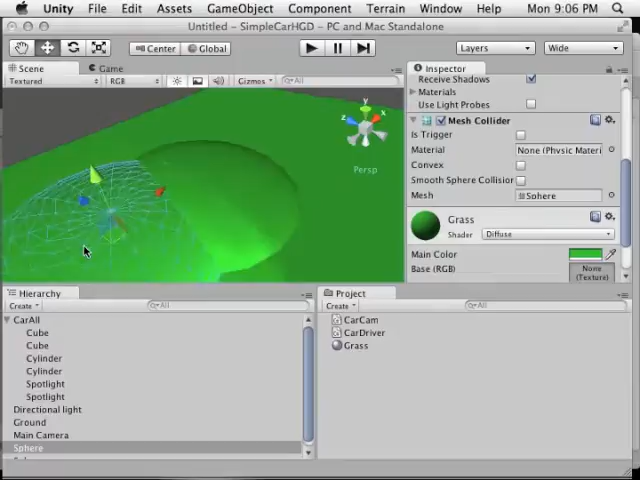 Unity File Edit Assets GameObject Component Terrain Window Help Mon 9:06 PM
Untitled - SimpleCarHGD - PC and Mac Standalone
Center Global Layers Wide
Scene Game Inspector
Textured RGB Gizmos All
Receive Shadows
Materials
Use Light Probes
Mesh Collider
Is Trigger
Material None (Physic Materi
Convex
Smooth Sphere Collision
Mesh Sphere
y
x
z
Persp
Grass
Shader Diffuse
Main Color
Base (RGB) None
(Texture)
Hierarchy Project
Create All Create All
CarAll
Cube
Cube
Cylinder
Cylinder
Spotlight
Spotlight
Directional light
Ground
Main Camera
Sphere
CarCam
CarDriver
Grass